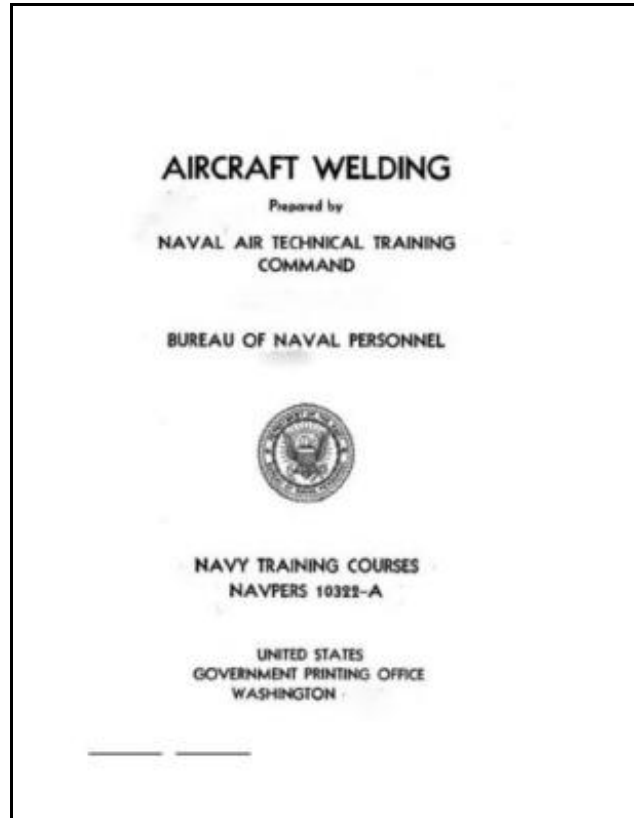 AIRCRAFT WELDING
Prepared by
NAVAL AIR TECHNICAL TRAINING
COMMAND
BUREAU OF NAVAL PERSONNEL
NAVY TRAINING COURSES
NAVPERS 10322-A
UNITED STATES
GOVERNMENT PRINTING OFFICE
WASHINGTON